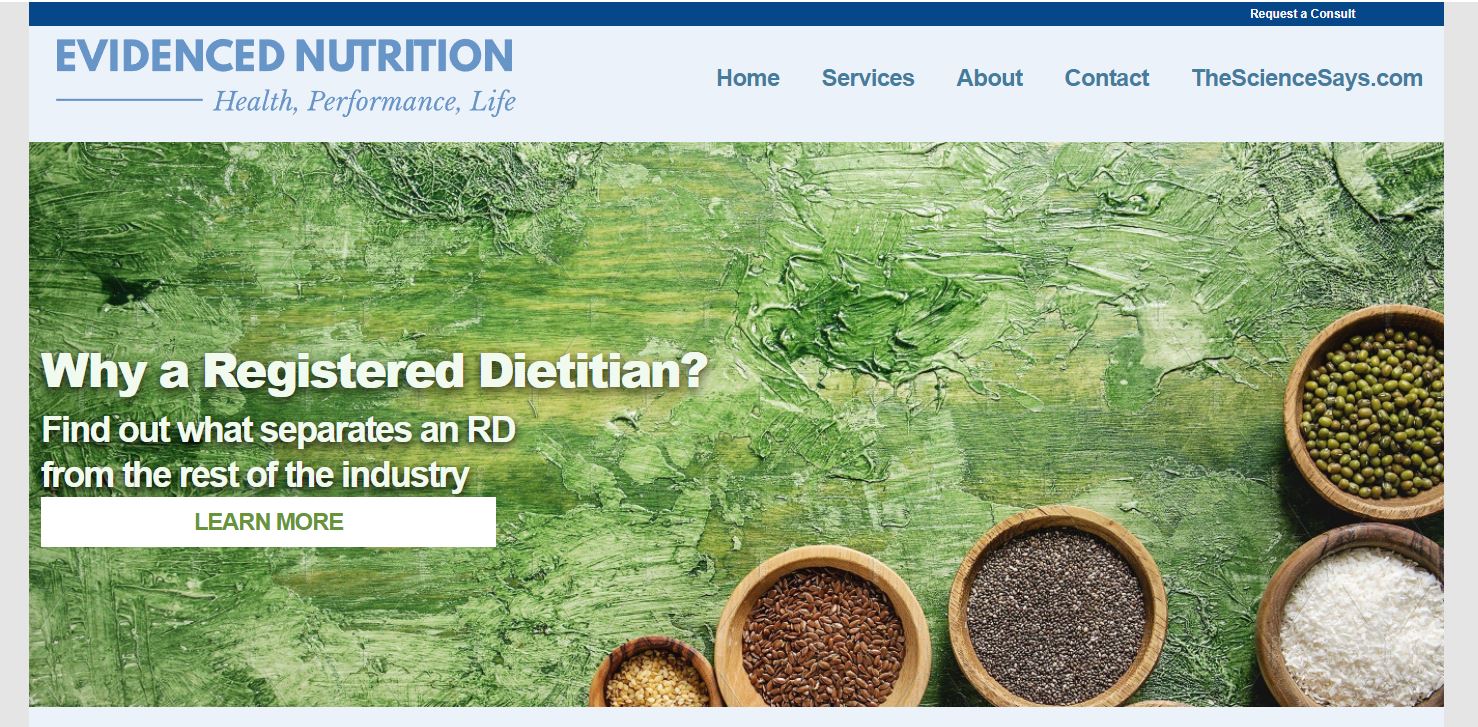 Request a Consult
EVIDENCED NUTRITION
Health, Performance, Life
Home Services About Contact TheScienceSays.com
Why a Registered Dietitian?
Find out what separates an RD
from the rest of the industry
LEARN MORE